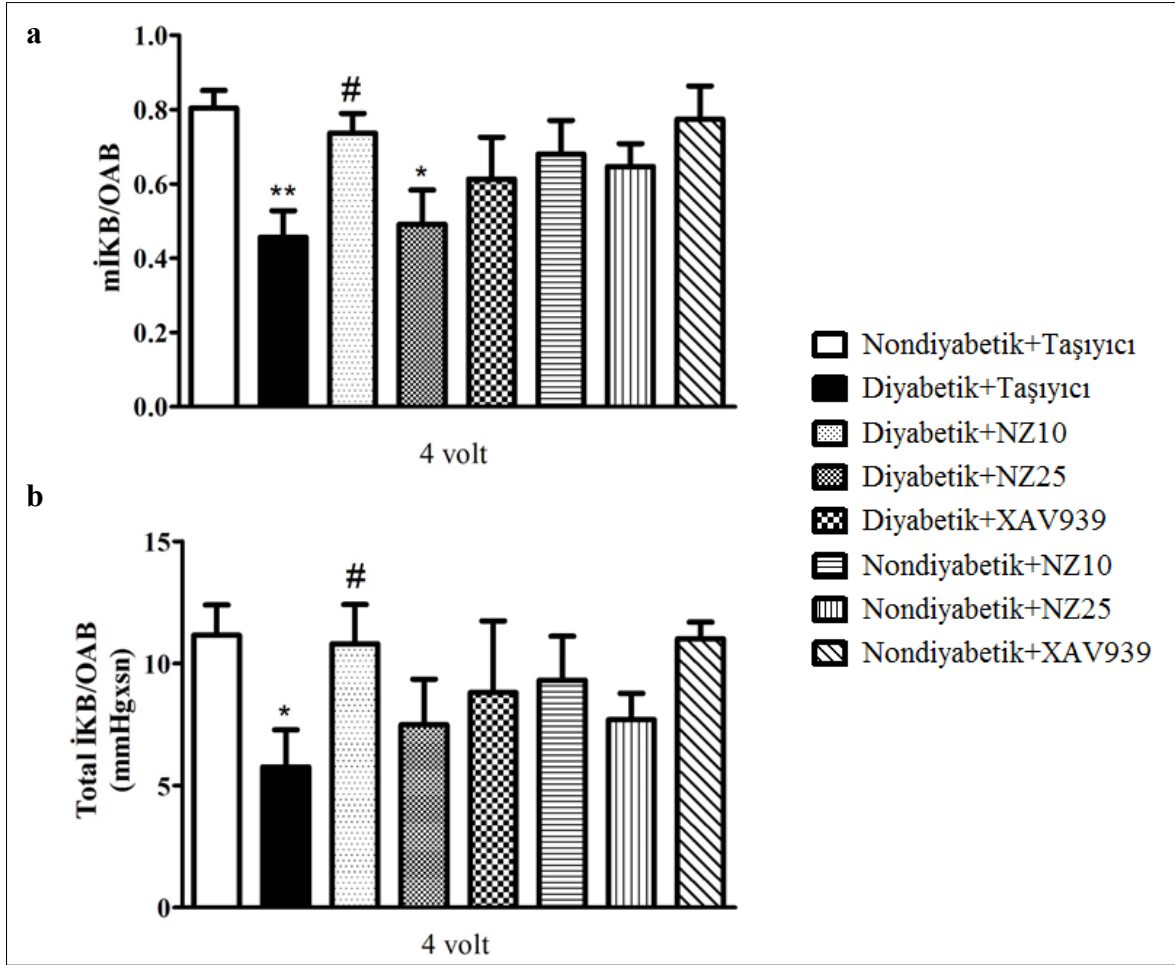 a
mİKB/OAB
1.0
0.8
0.6
0.4
0.2
0.0
**
#
*
4 volt
b
Total İKB/OAB
(mmHgxsn)
15
10
5
0
*
#
4 volt
Nondiyabetik+Taşıyıcı
Diyabetik+Taşıyıcı
Diyabetik+NZ10
Diyabetik+NZ25
Diyabetik+XAV939
Nondiyabetik+NZ10
Nondiyabetik+NZ25
Nondiyabetik+XAV939